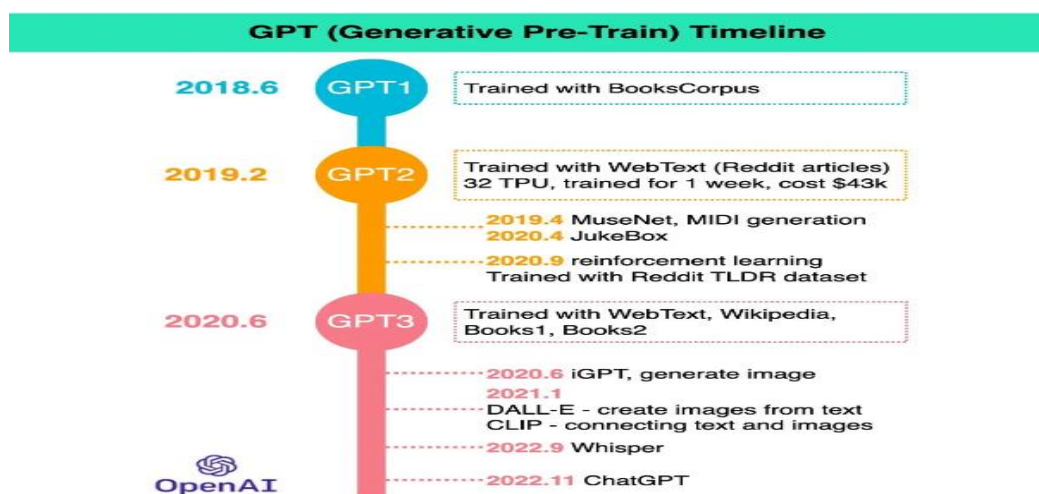 GPT (Generative Pre-Train) Timeline
2018.6
GPT1
Trained with BooksCorpus
2019.2
GPT2
Trained with WebText (Reddit articles)
32 TPU, trained for 1 week, cost $43k
2019.4 MuseNet, MIDI generation
2020.4 JukeBox
2020.9 reinforcement learning
Trained with Reddit TLDR dataset
2020.6
GPT3
Trained with WebText, Wikipedia,
Books1, Books2
2020.6 iGPT, generate image
2021.1
DALL-E - create images from text
CLIP - connecting text and images
2022.9 Whisper
2022.11 ChatGPT
OpenAI